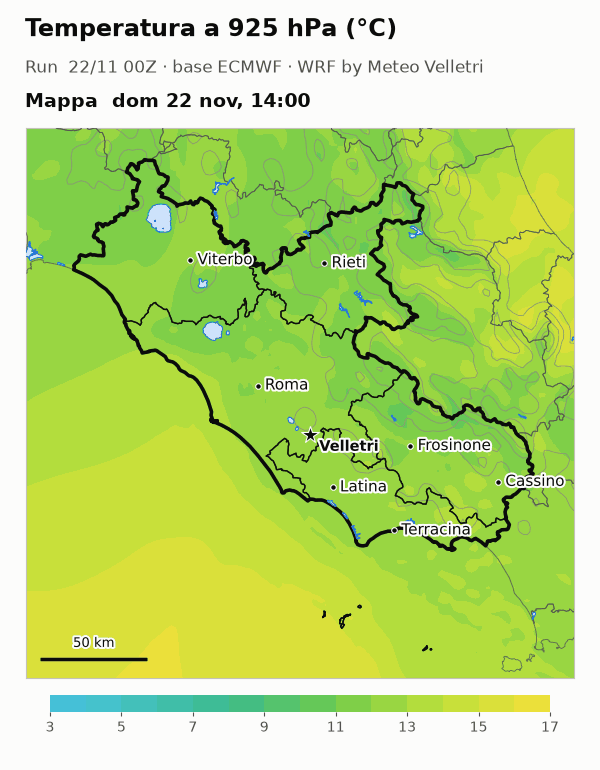 Temperatura a 925 hPa (°C)
Run  22/11 00Z · base ECMWF · WRF by Meteo Velletri
Mappa  dom 22 nov, 14:00
Viterbo
Rieti
Roma
Velletri
Frosinone
Cassino
Latina
Terracina
50 km
3 5 7 9 11 13 15 17